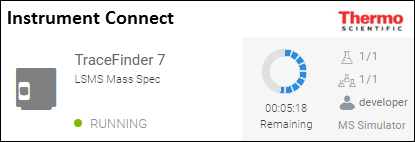 Instrument Connect
Thermo
SCIENTIFIC
TraceFinder 7
LSMS Mass Spec
RUNNING
00:05:18
Remaining
1/1
1/1
developer
MS Simulator